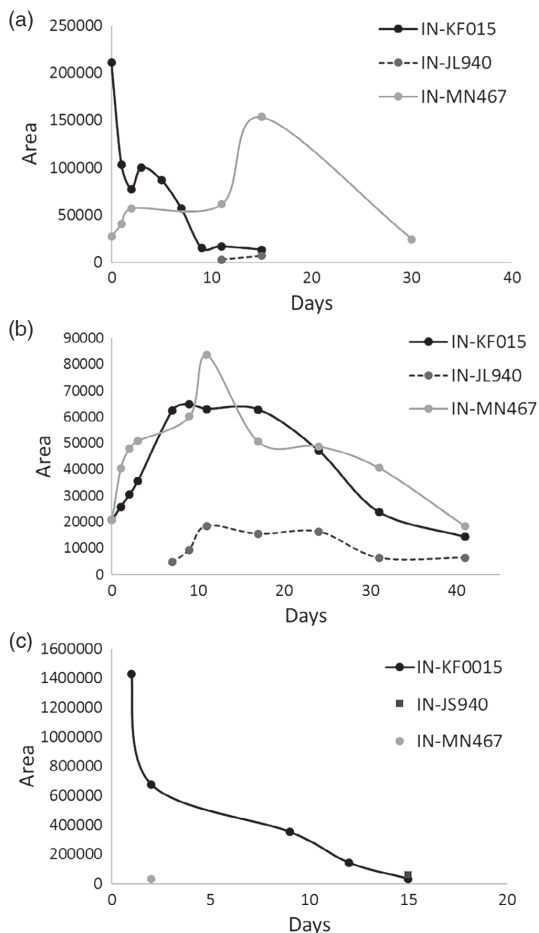 (a)
250000
200000
150000
100000
50000
0
Area
0 10 20 30 40
Days
IN-KF015
IN-JL940
IN-MN467
(b)
90000
80000
70000
60000
50000
40000
30000
20000
10000
0
Area
0 10 20 30 40
Days
IN-KF015
IN-JL940
IN-MN467
(c)
1600000
1400000
1200000
1000000
800000
600000
400000
200000
0
Area
0 5 10 15 20
Days
IN-KF0015
IN-JS940
IN-MN467